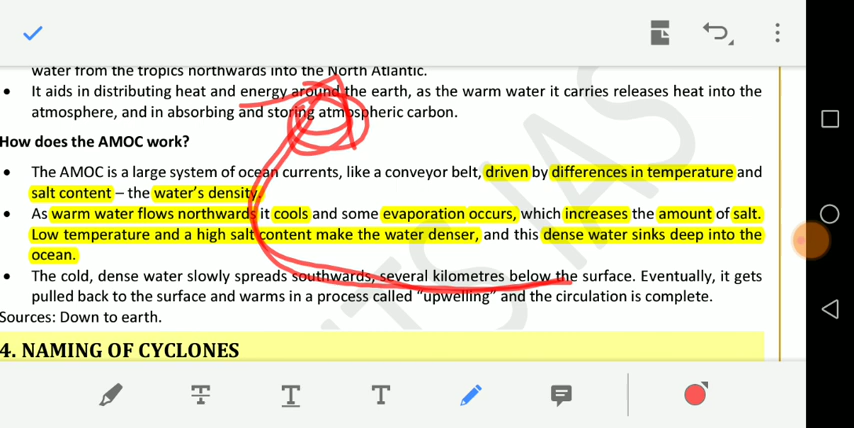 water from the tropics northwards into the North Atlantic.
• It aids in distributing heat and energy around the earth, as the warm water it carries releases heat into the
atmosphere, and in absorbing and storing atmospheric carbon.
How does the AMOC work?
• The AMOC is a large system of ocean currents, like a conveyor belt, driven by differences in temperature and
salt content – the water's density.
• As warm water flows northwards it cools and some evaporation occurs, which increases the amount of salt.
Low temperature and a high salt content make the water denser, and this dense water sinks deep into the
ocean.
• The cold, dense water slowly spreads southwards, several kilometres below the surface. Eventually, it gets
pulled back to the surface and warms in a process called "upwelling" and the circulation is complete.
Sources: Down to earth.
4. NAMING OF CYCLONES
T T T